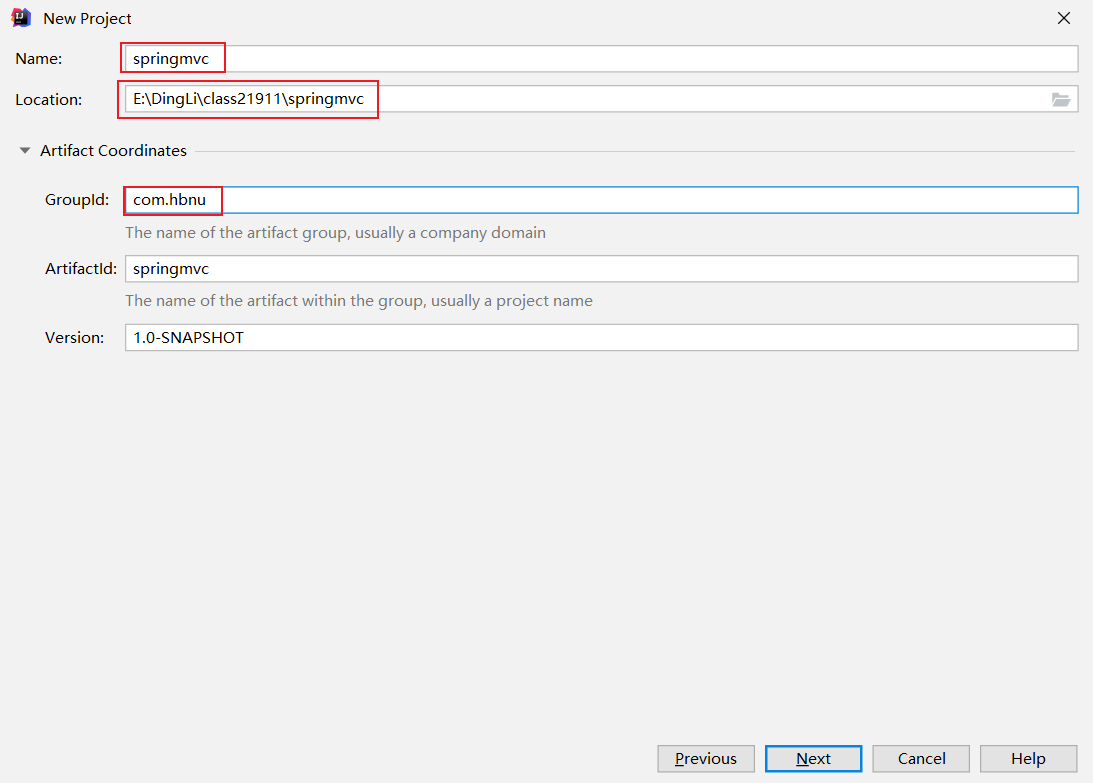 New Project
Name: springmvc
Location: E:\DingLi\class21911\springmvc
Artifact Coordinates
GroupId: com.hbnu
The name of the artifact group, usually a company domain
ArtifactId: springmvc
The name of the artifact within the group, usually a project name
Version: 1.0-SNAPSHOT
Previous Next Cancel Help